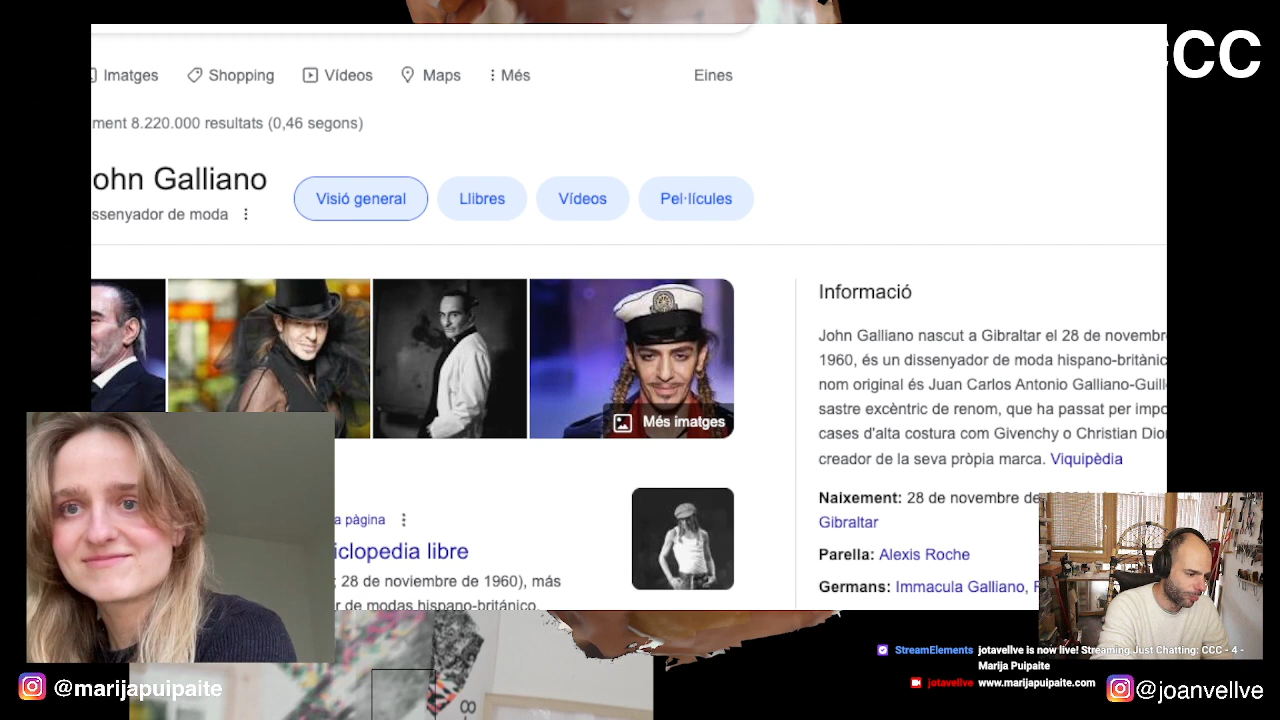 CCC
Imatges
Shopping
Vídeos
Maps
Més
Eines
ment 8.220.000 resultats (0,46 segons)
ohn Galliano
ssenyador de moda
Visió general
Llibres
Vídeos
Pel·lícules
Més imatges
Informació
John Galliano nascut a Gibraltar el 28 de novembr
1960, és un dissenyador de moda hispano-britànic
nom original és Juan Carlos Antonio Galliano-Guill
sastre excèntric de renom, que ha passat per impo
cases d'alta costura com Givenchy o Christian Dior
creador de la seva pròpia marca. Viquipèdia
Naixement: 28 de novembre de
Gibraltar
Parella: Alexis Roche
Germans: Immacula Galliano,
a pàgina
iclopedia libre
: 28 de noviembre de 1960), más
r de modas hispano-británico.
StreamElements jotavellve is now live! Streaming Just Chatting: CCC - 4 -
Marija Puipaite
jotavellve www.marijapuipaite.com
@marijapuipaite
@joanvellve